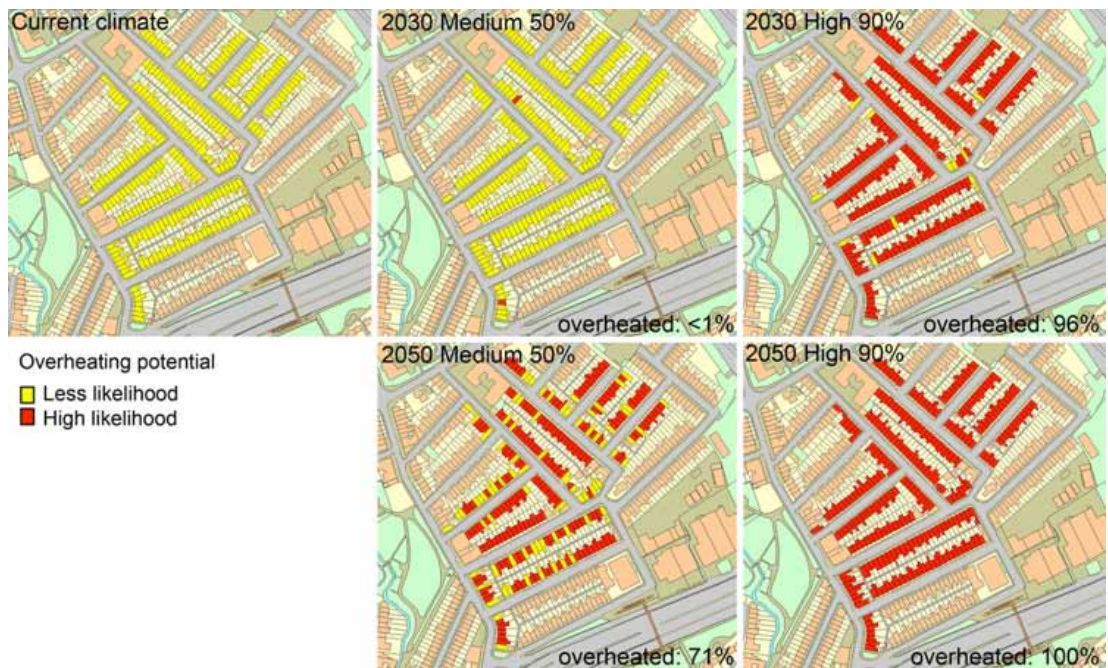 Current climate
2030 Medium 50%
2030 High 90%
overheated: <1%
overheated: 96%
Overheating potential
Less likelihood
High likelihood
2050 Medium 50%
2050 High 90%
overheated: 71%
overheated: 100%